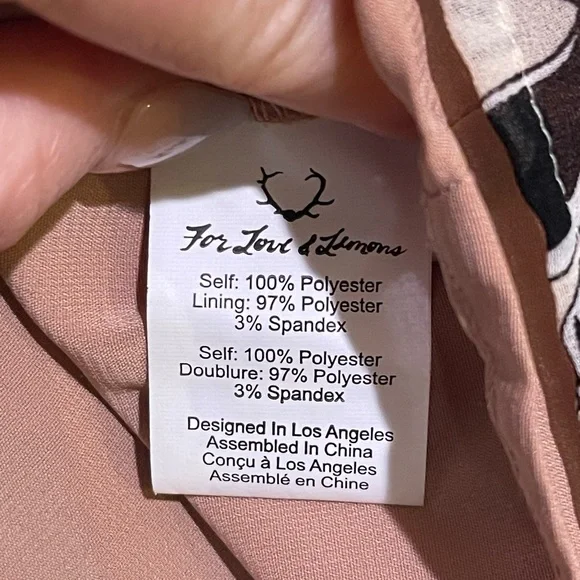 For Love & Lemons
Self: 100% Polyester
Lining: 97% Polyester
3% Spandex
Self: 100% Polyester
Doublure: 97% Polyester
3% Spandex
Designed In Los Angeles
Assembled In China
Conçu à Los Angeles
Assemblé en Chine